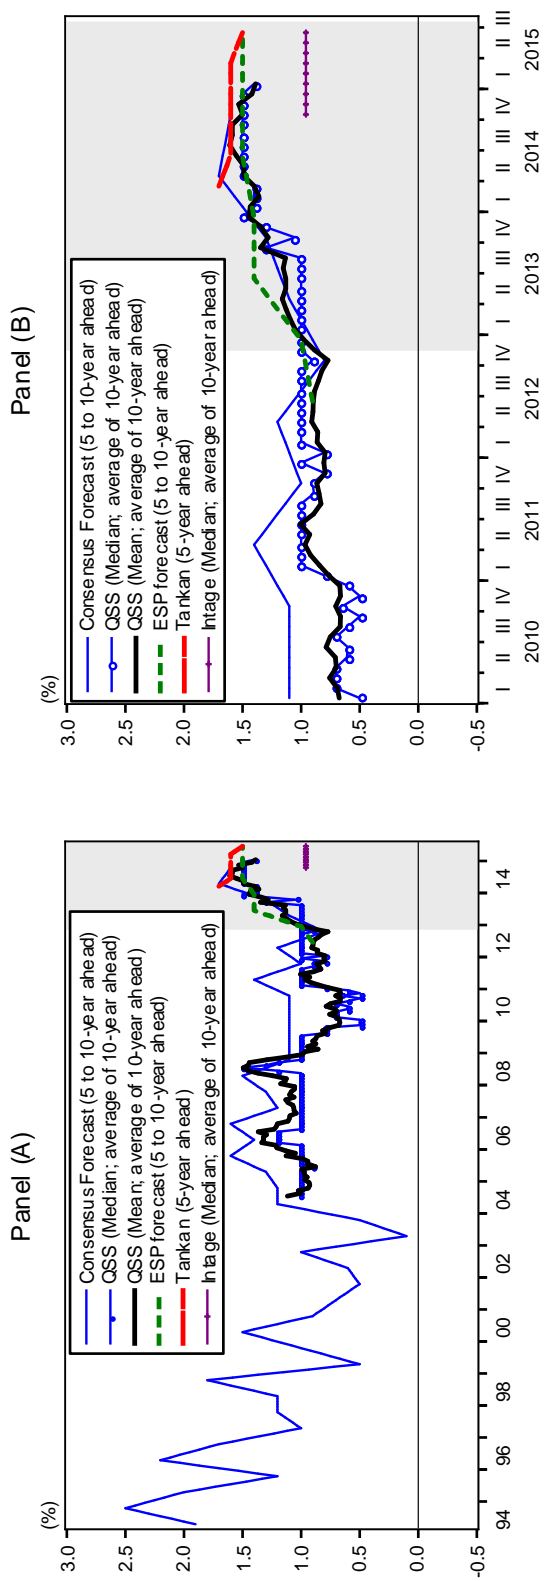 Panel (A)
(%)
3.0
2.5
2.0
1.5
1.0
0.5
0.0
-0.5
Consensus Forecast (5 to 10-year ahead)
QSS (Median; average of 10-year ahead)
QSS (Mean; average of 10-year ahead)
ESP forecast (5 to 10-year ahead)
Tankan (5-year ahead)
Intage (Median; average of 10-year ahead)
94 96 98 00 02 04 06 08 10 12 14
Panel (B)
(%)
3.0
2.5
2.0
1.5
1.0
0.5
0.0
-0.5
Consensus Forecast (5 to 10-year ahead)
QSS (Median; average of 10-year ahead)
QSS (Mean; average of 10-year ahead)
ESP forecast (5 to 10-year ahead)
Tankan (5-year ahead)
Intage (Median; average of 10-year ahead)
I II III IV I II III IV I II III IV I II III IV I II III IV I II III
2010 2011 2012 2013 2014 2015